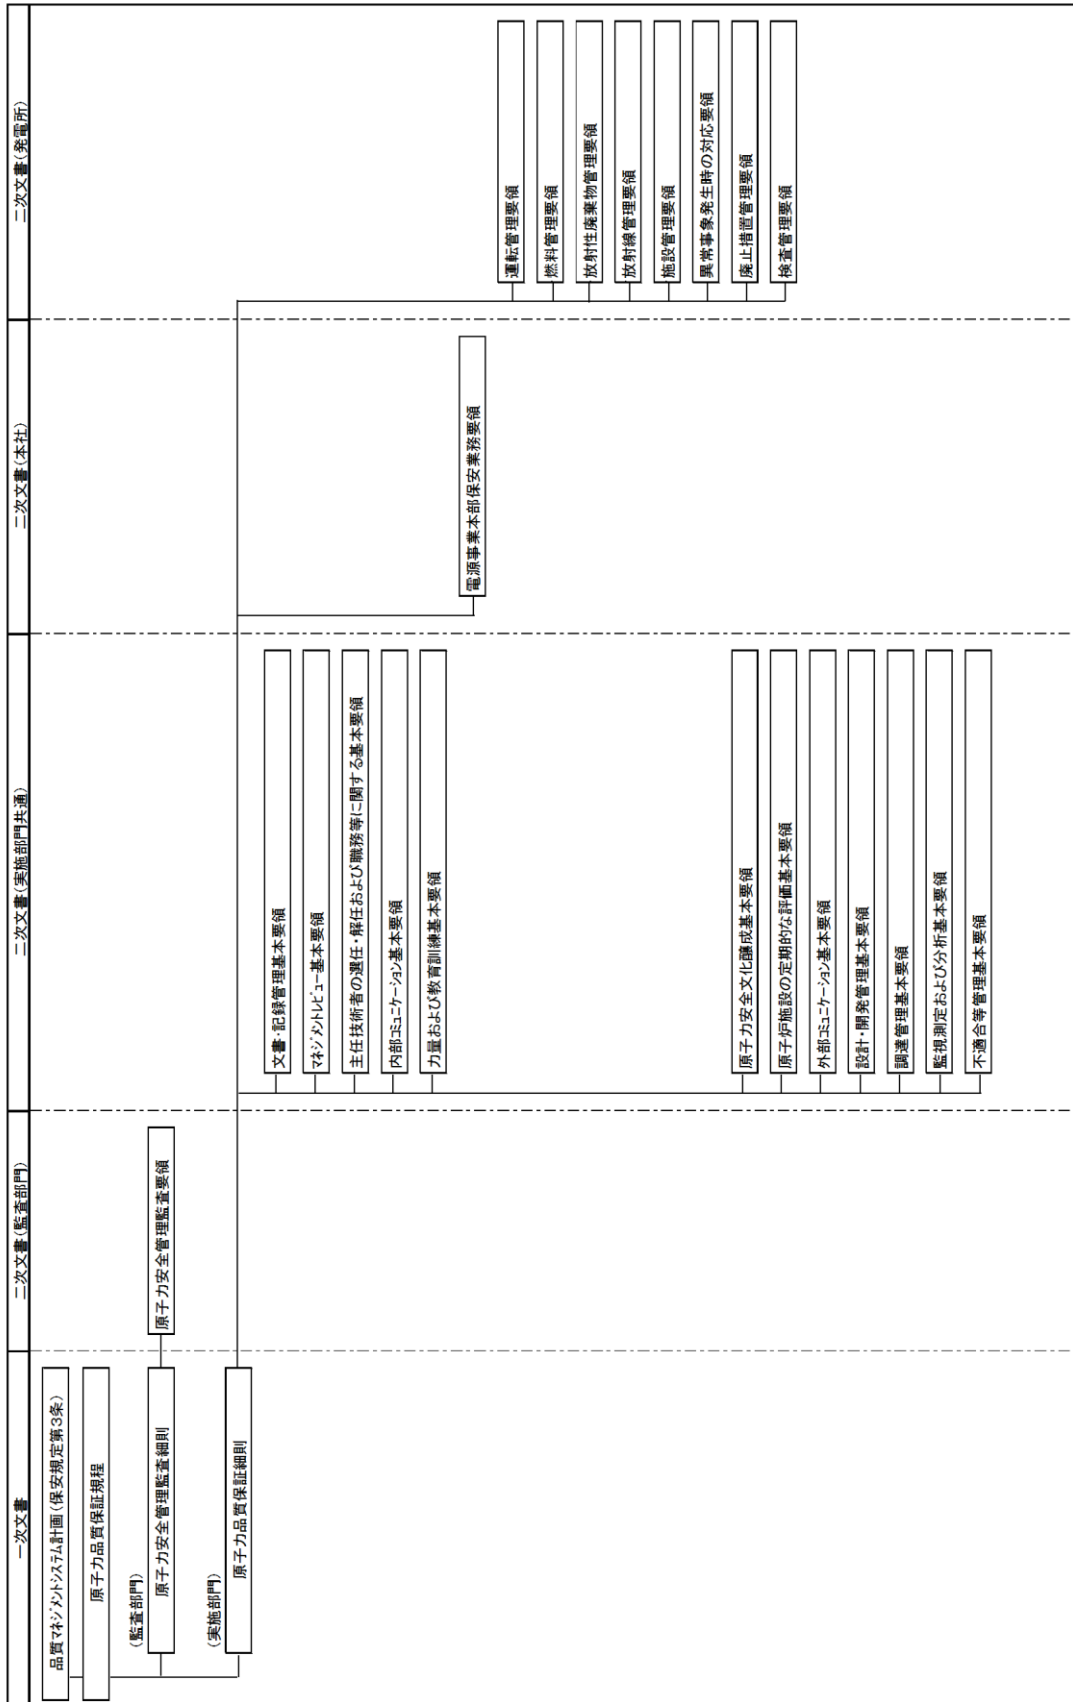 一次文書
二次文書(監査部門)
二次文書(実施部門共通)
二次文書(本社)
二次文書(発電所)
品質マネジメントシステム計画(保安規定第3条)
原子力品質保証規程
(監査部門)
原子力安全管理監査細則
原子力安全管理監査要領
(実施部門)
原子力品質保証細則
文書・記録管理基本要領
マネジメントレビュー基本要領
主任技術者の選任・解任および職務等に関する基本要領
内部コミュニケーション基本要領
力量および教育訓練基本要領
電源事業本部保安業務要領
運転管理要領
燃料管理要領
放射性廃棄物管理要領
放射線管理要領
施設管理要領
異常事象発生時の対応要領
廃止措置管理要領
検査管理要領
原子力安全文化醸成基本要領
原子炉施設の定期的な評価基本要領
外部コミュニケーション基本要領
設計・開発管理基本要領
調達管理基本要領
監視測定および分析基本要領
不適合等管理基本要領